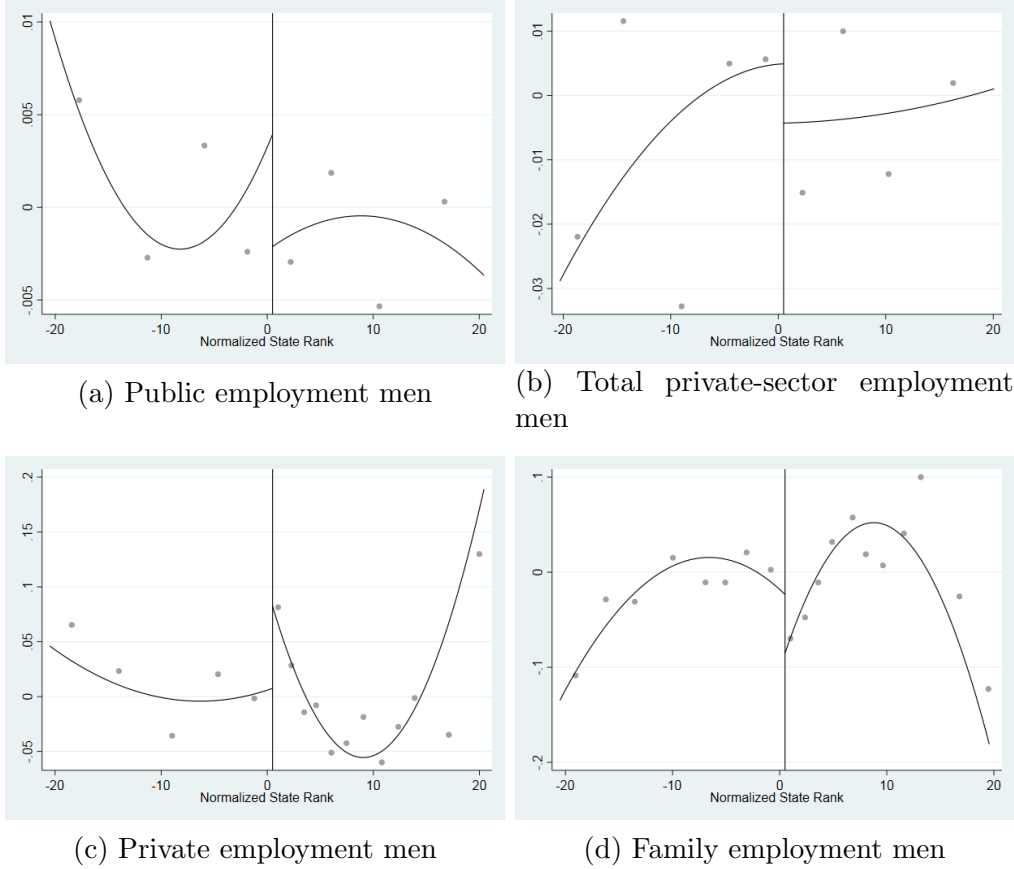 .01
.005
0
-.005
-20 -10 0 10 20
Normalized State Rank
(a) Public employment men
.01
0
-.01
-.02
-.03
-20 -10 0 10 20
Normalized State Rank
(b) Total private-sector employment
men
.2
.15
.1
.05
0
-.05
-20 -10 0 10 20
Normalized State Rank
(c) Private employment men
.1
0
-.1
-.2
-20 -10 0 10 20
Normalized State Rank
(d) Family employment men